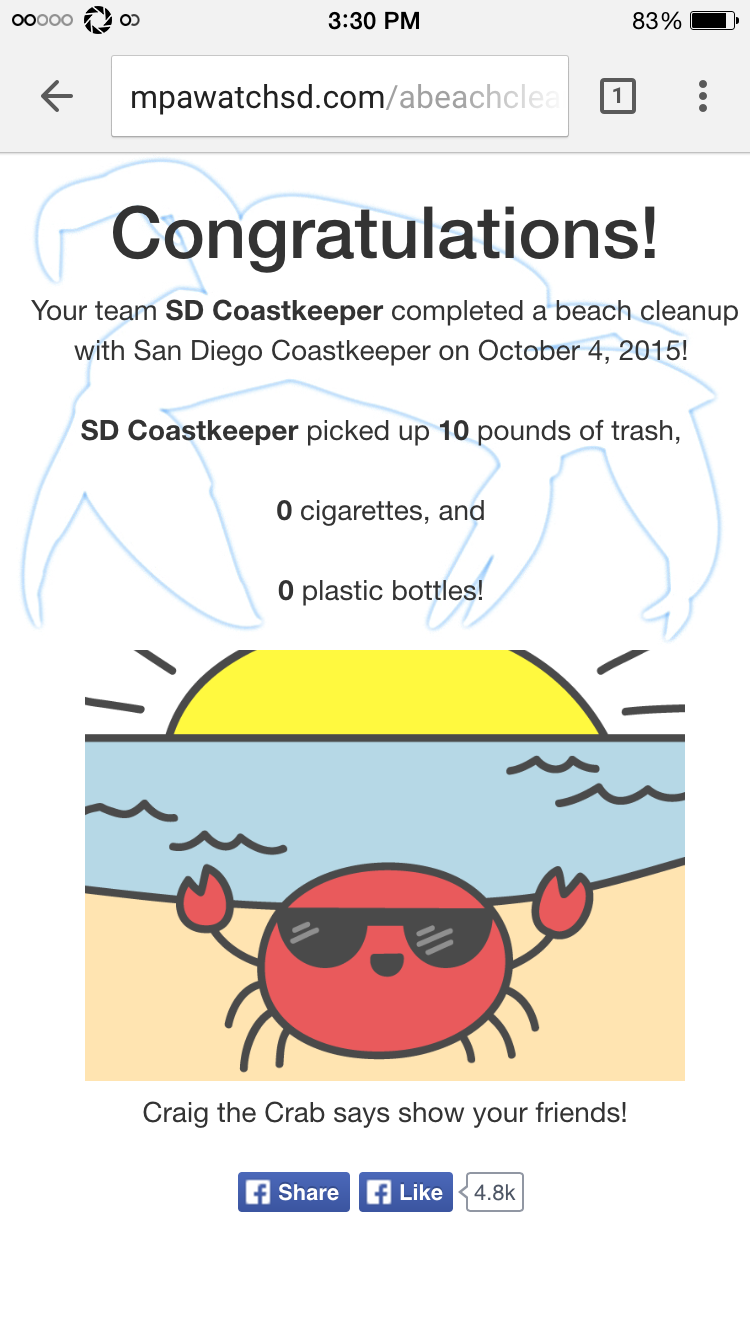 3:30 PM
83%
mpawatchsd.com/abeachclea
1
Congratulations!
Your team SD Coastkeeper completed a beach cleanup
with San Diego Coastkeeper on October 4, 2015!
SD Coastkeeper picked up 10 pounds of trash,
0 cigarettes, and
0 plastic bottles!
Craig the Crab says show your friends!
f Share f Like 4.8k